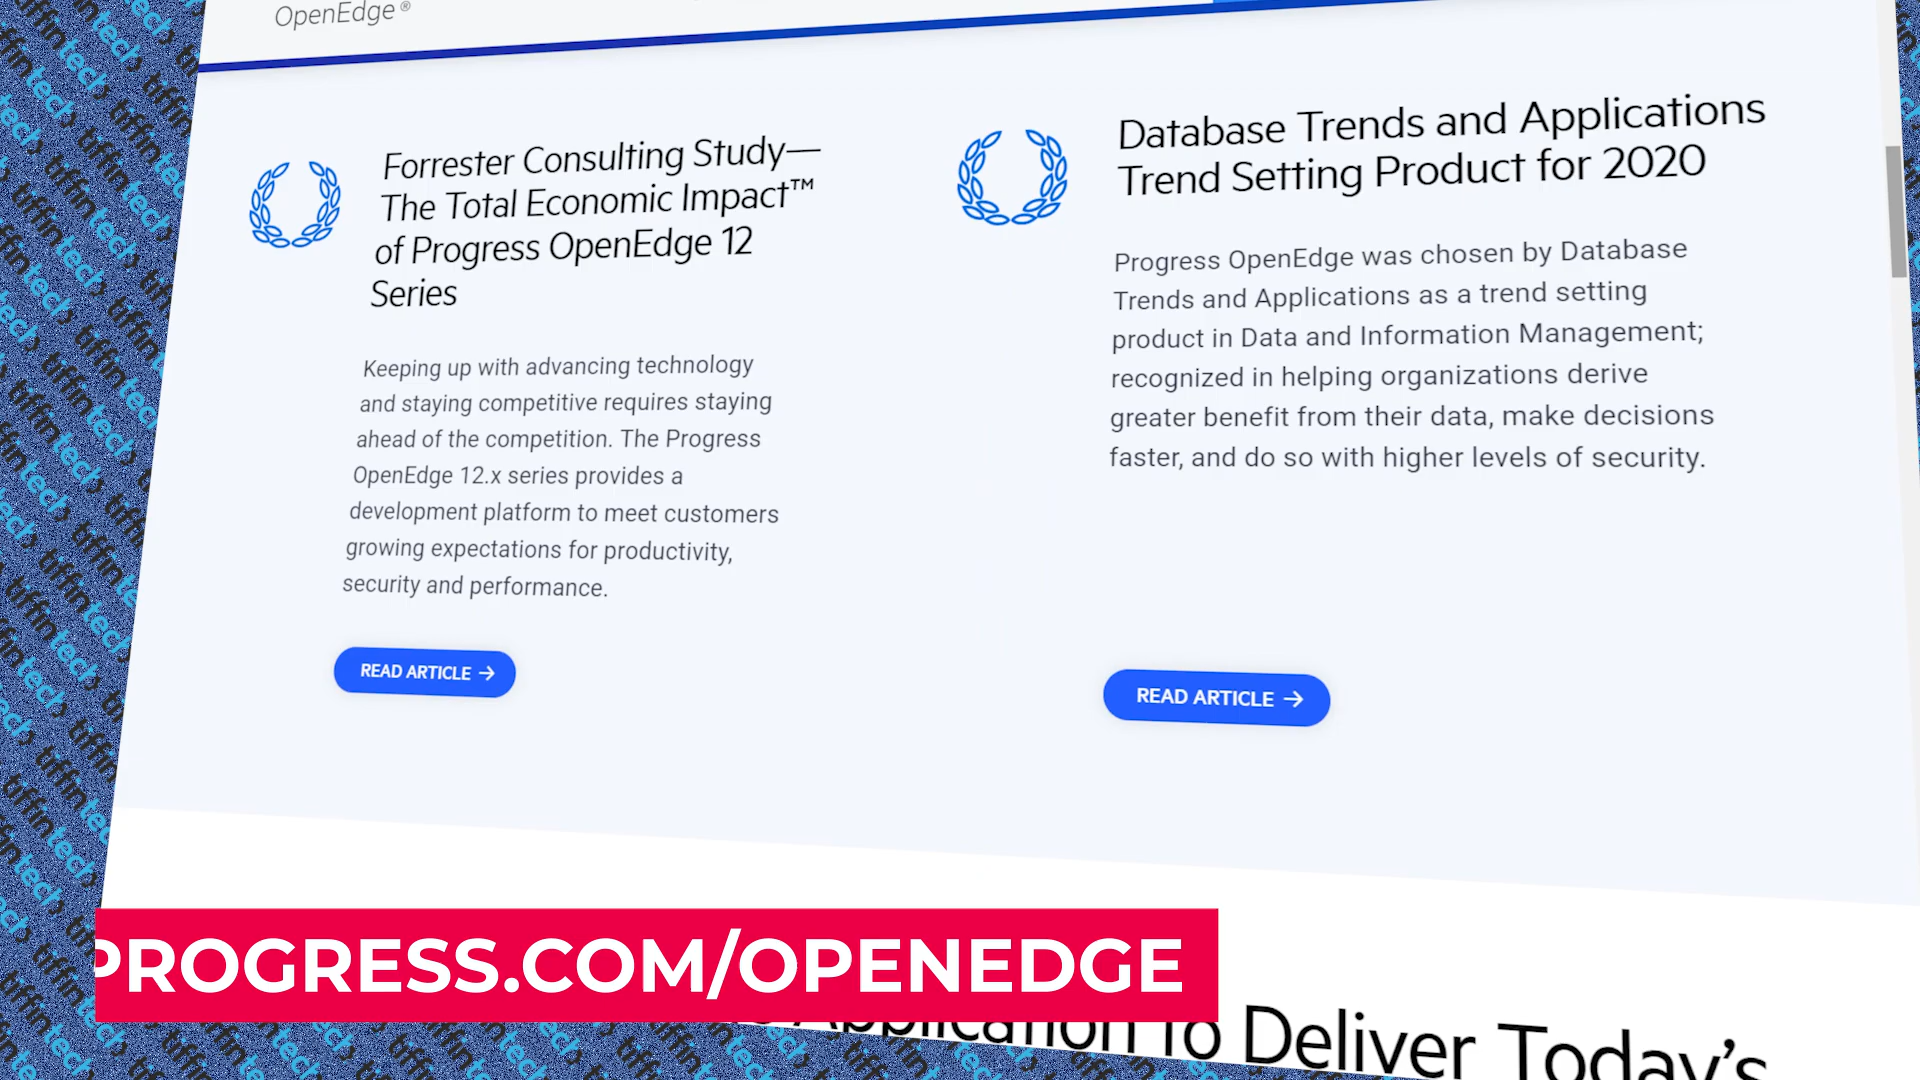 OpenEdge®
Forrester Consulting Study—
The Total Economic Impact™
of Progress OpenEdge 12
Series
Keeping up with advancing technology
and staying competitive requires staying
ahead of the competition. The Progress
OpenEdge 12.x series provides a
development platform to meet customers
growing expectations for productivity,
security and performance.
READ ARTICLE →
Database Trends and Applications
Trend Setting Product for 2020
Progress OpenEdge was chosen by Database
Trends and Applications as a trend setting
product in Data and Information Management;
recognized in helping organizations derive
greater benefit from their data, make decisions
faster, and do so with higher levels of security.
READ ARTICLE →
PROGRESS.COM/OPENEDGE
Application To Deliver Today's
tiffintech